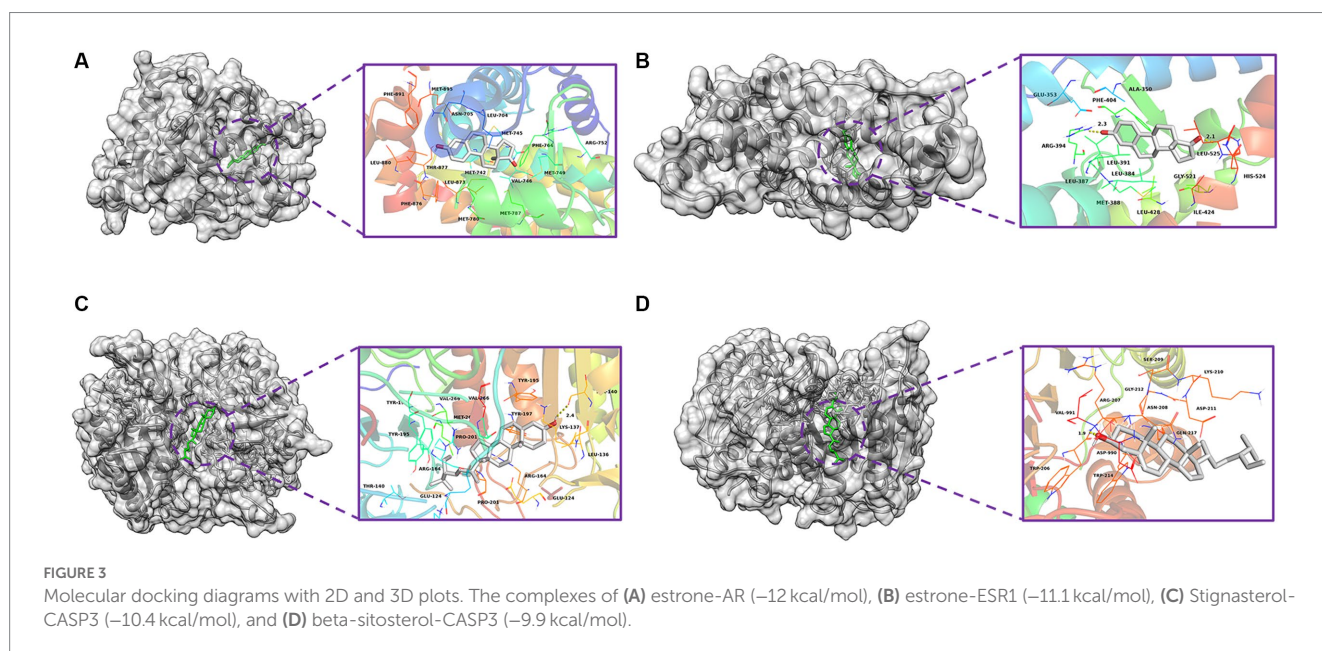 A
PHE-891
MET-895
ASN-705
LEU-704
MET-745
PHE-764
ARG-752
LEU-880
THR-877
MET-742
MET-749
LEU-873
VAL-746
PHE-876
MET-780
MET-787
B
ALA-350
GLU-353
PHE-404
2.3
2.1
ARG-394
LEU-525
LEU-391
LEU-387
LEU-384
GLY-521
HIS-524
MET-388
LEU-428
ILE-424
C
TYR-195
VAL-266
2.4
TYR-197
LYS-137
TYR-195
PRO-201
LEU-136
ARG-164
ARG-164
THR-140
GLU-124
GLU-124
PRO-201
D
SER-209
LYS-210
GLY-212
ARG-207
VAL-991
ASN-208
ASP-211
ASP-990
TRP-206
TRP-214
FIGURE 3
Molecular docking diagrams with 2D and 3D plots. The complexes of (A) estrone-AR (−12 kcal/mol), (B) estrone-ESR1 (−11.1 kcal/mol), (C) Stignasterol-
CASP3 (−10.4 kcal/mol), and (D) beta-sitosterol-CASP3 (−9.9 kcal/mol).